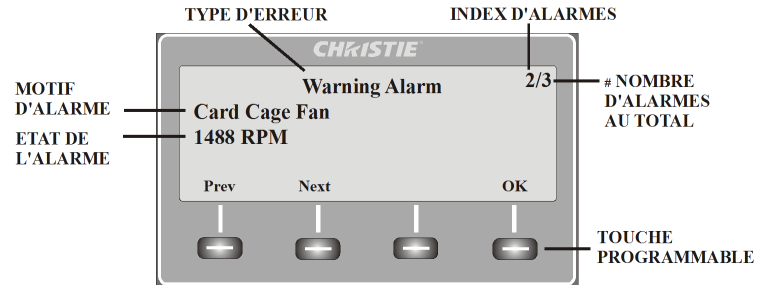 TYPE D'ERREUR
INDEX D'ALARMES
CHRISTIE
Warning Alarm
2/3
MOTIF
D'ALARME
Card Cage Fan
# NOMBRE
D'ALARMES
AU TOTAL
ETAT DE
L'ALARME
1488 RPM
Prev Next OK
TOUCHE
PROGRAMMABLE